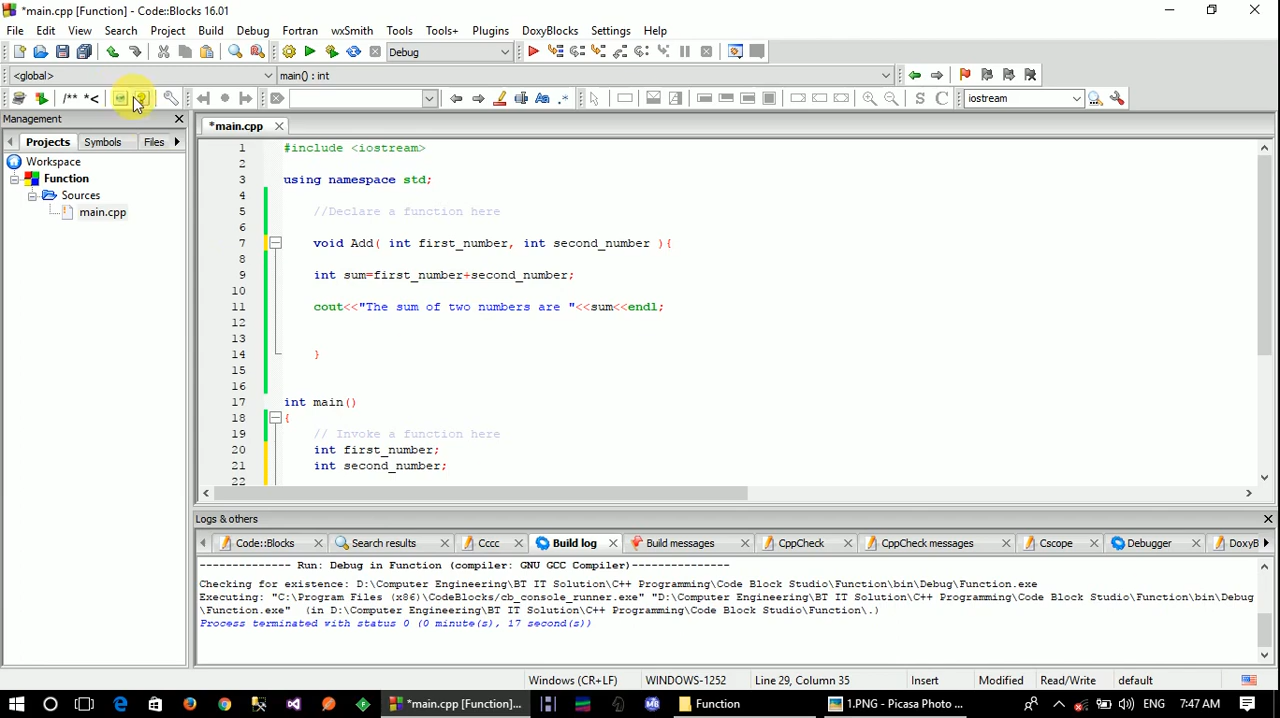 *main.cpp [Function] - Code::Blocks 16.01
File Edit View Search Project Build Debug Fortran wxSmith Tools Tools+ Plugins DoxyBlocks Settings Help
Debug
<global> main() : int
/** *< Aa .* S C iostream
Management
Projects Symbols Files
*main.cpp
Workspace
Function
Sources
main.cpp
1 #include <iostream>
2
3 using namespace std;
4
5 //Declare a function here
6
7 void Add( int first_number, int second_number ){
8
9 int sum=first_number+second_number;
10
11 cout<<"The sum of two numbers are "<<sum<<endl;
12
13
14 }
15
16
17 int main()
18 {
19 // Invoke a function here
20 int first_number;
21 int second_number;
22
Logs & others
Code::Blocks Search results Cccc Build log Build messages CppCheck CppCheck messages Cscope Debugger DoxyB
-------------- Run: Debug in Function (compiler: GNU GCC Compiler)---------------
Checking for existence: D:\Computer Engineering\BT IT Solution\C++ Programming\Code Block Studio\Function\bin\Debug\Function.exe
Executing: "C:\Program Files (x86)\CodeBlocks/cb_console_runner.exe" "D:\Computer Engineering\BT IT Solution\C++ Programming\Code Block Studio\Function\bin\Debug
\Function.exe" (in D:\Computer Engineering\BT IT Solution\C++ Programming\Code Block Studio\Function\.)
Process terminated with status 0 (0 minute(s), 17 second(s))
Windows (CR+LF) WINDOWS-1252 Line 29, Column 35 Insert Modified Read/Write default
*main.cpp [Function]... Function 1.PNG - Picasa Photo ... ENG 7:47 AM